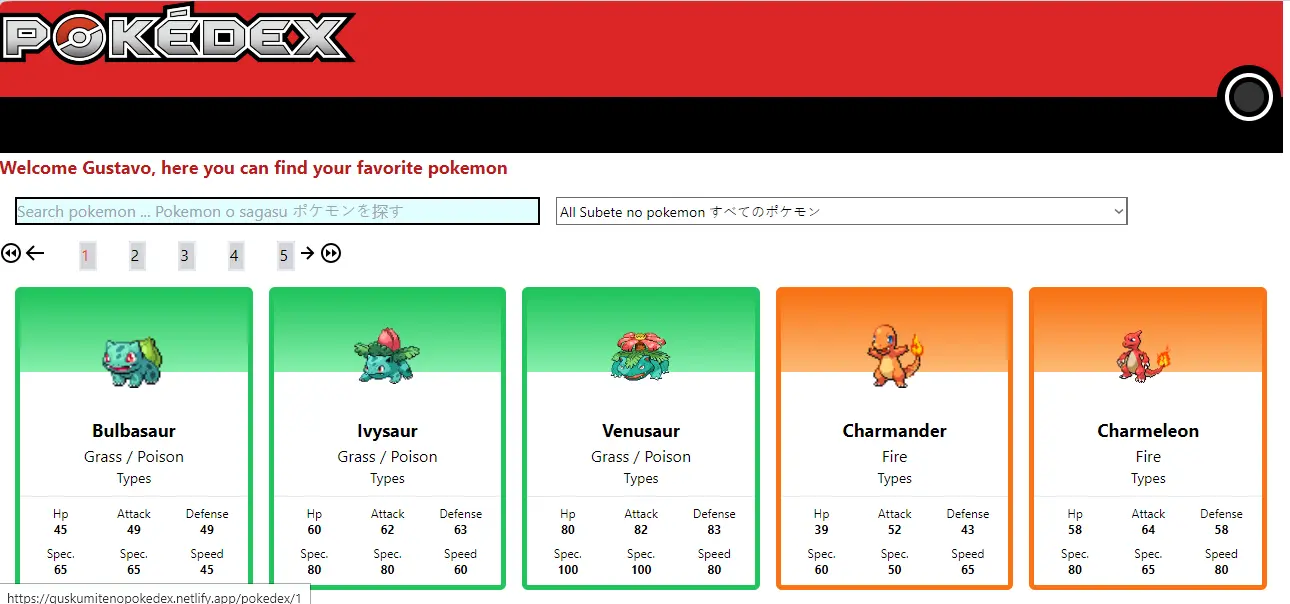 POKÉDEX
Welcome Gustavo, here you can find your favorite pokemon
Search pokemon ... Pokemon o sagasu ポケモンを探す
All Subete no pokemon すべてのポケモン
1 2 3 4 5
Bulbasaur Ivysaur Venusaur Charmander Charmeleon
Grass / Poison Grass / Poison Grass / Poison Fire Fire
Types Types Types Types Types
Hp Attack Defense Hp Attack Defense Hp Attack Defense Hp Attack Defense Hp Attack Defense
45 49 49 60 62 63 80 82 83 39 52 43 58 64 58
Spec. Spec. Speed Spec. Spec. Speed Spec. Spec. Speed Spec. Spec. Speed Spec. Spec. Speed
65 65 45 80 80 60 100 100 80 60 50 65 80 65 80
https://guskumitenopokedex.netlify.app/pokedex/1